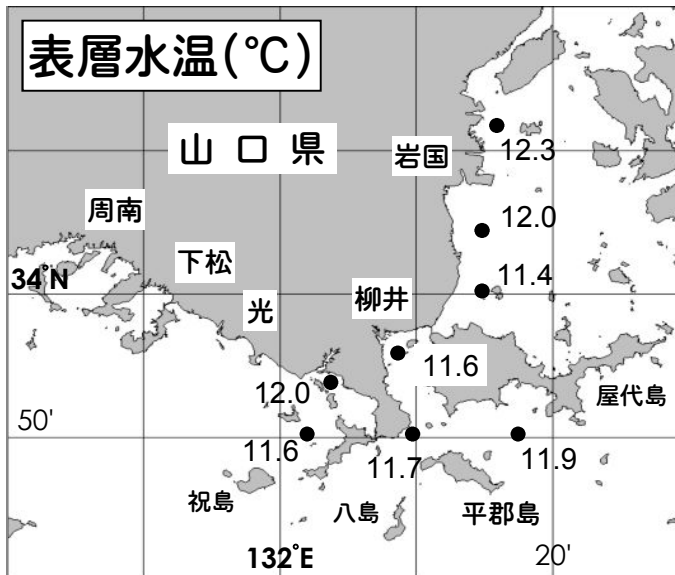 表層水温(℃)
山口県
岩国
12.3
周南
12.0
下松
34°N
11.4
柳井
光
11.6
12.0
屋代島
50'
11.6
11.7
11.9
祝島
八島
平郡島
132°E
20'